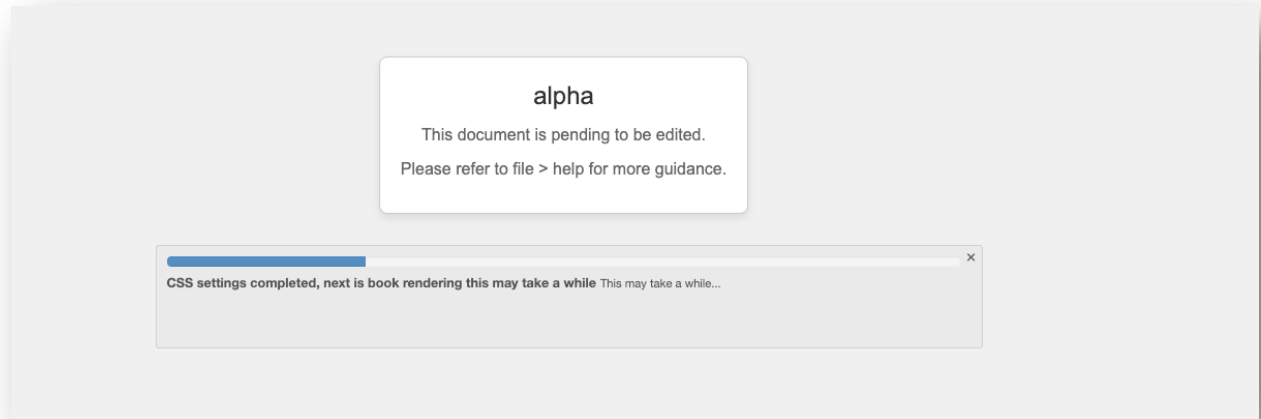 alpha
This document is pending to be edited.
Please refer to file > help for more guidance.
×
CSS settings completed, next is book rendering this may take a while This may take a while...